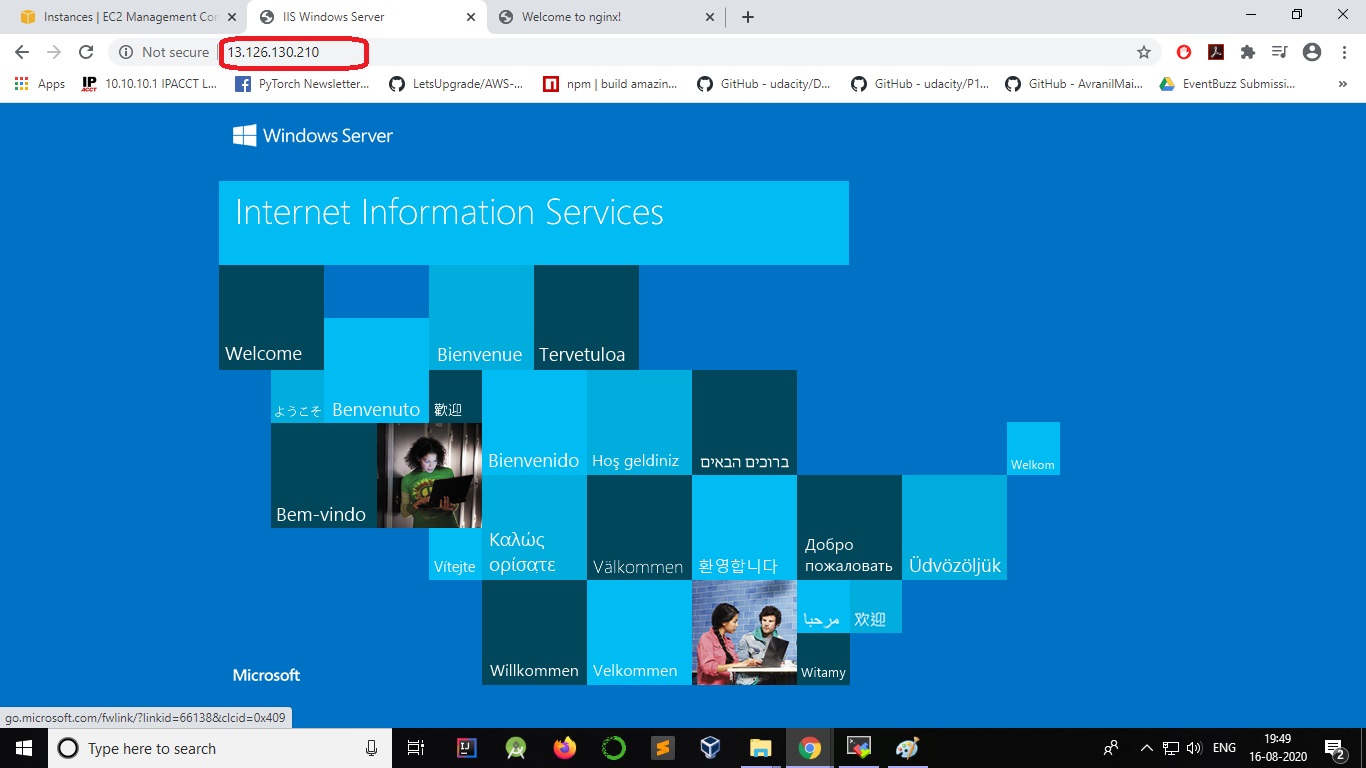 Instances | EC2 Management Con
IIS Windows Server
Welcome to nginx!
Not secure
13.126.130.210
Apps
IP ACCT
10.10.10.1 IPACCT L...
PyTorch Newsletter...
LetsUpgrade/AWS-...
npm | build amazin...
GitHub - udacity/D...
GitHub - udacity/P1...
GitHub - AvranilMai...
EventBuzz Submissi...
Windows Server
Internet Information Services
Welcome
Bienvenue
Tervetuloa
ようこそ
Benvenuto
歡迎
Bienvenido
Hoş geldiniz
ברוכים הבאים
Welkom
Bem-vindo
Vítejte
Καλώς
ορίσατε
Välkommen
환영합니다
Добро
пожаловать
Üdvözöljük
مرحبا
欢迎
Willkommen
Velkommen
Witamy
Microsoft
go.microsoft.com/fwlink/?linkid=66138&clcid=0x409
Type here to search
ENG
19:49
16-08-2020
2